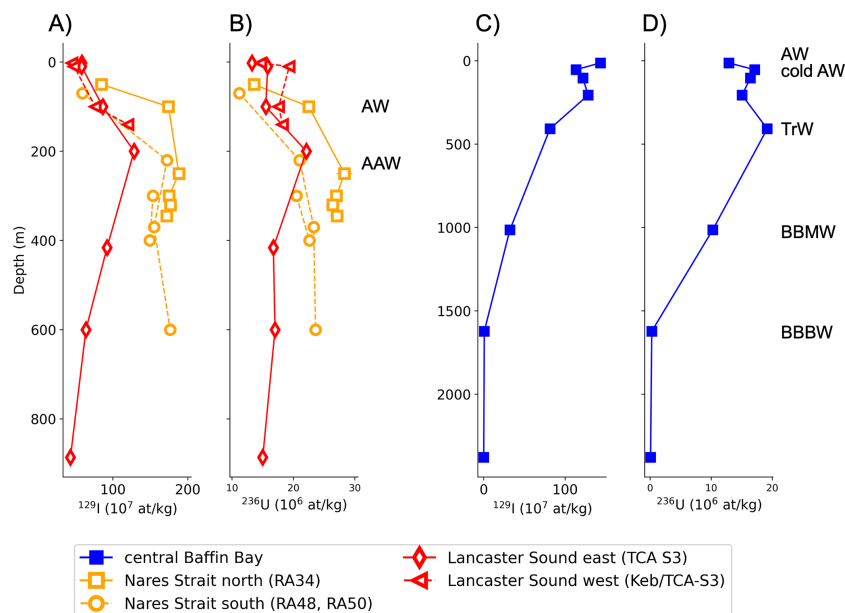 A)
B)
C)
D)
0
200
400
600
800
Depth (m)
100
200
¹²⁹I (10⁷ at/kg)
10
20
30
²³⁶U (10⁶ at/kg)
AW
AAW
0
500
1000
1500
2000
0
100
¹²⁹I (10⁷ at/kg)
0
10
20
²³⁶U (10⁶ at/kg)
AW
cold AW
TrW
BBMW
BBBW
central Baffin Bay
Nares Strait north (RA34)
Nares Strait south (RA48, RA50)
Lancaster Sound east (TCA S3)
Lancaster Sound west (Keb/TCA-S3)